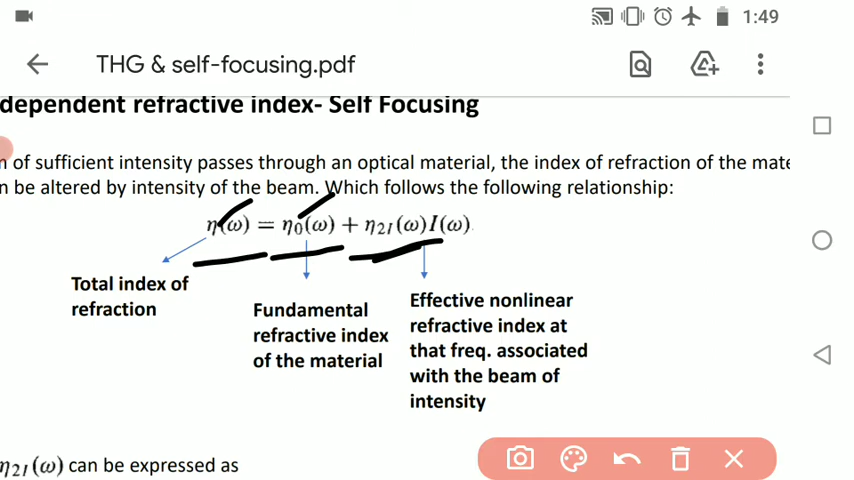 1:49
THG & self-focusing.pdf
dependent refractive index- Self Focusing
of sufficient intensity passes through an optical material, the index of refraction of the mate
n be altered by intensity of the beam. Which follows the following relationship:
η(ω) = η₀(ω) + η₂I(ω)I(ω)
Total index of
refraction
Fundamental
refractive index
of the material
Effective nonlinear
refractive index at
that freq. associated
with the beam of
intensity
η₂I(ω) can be expressed as